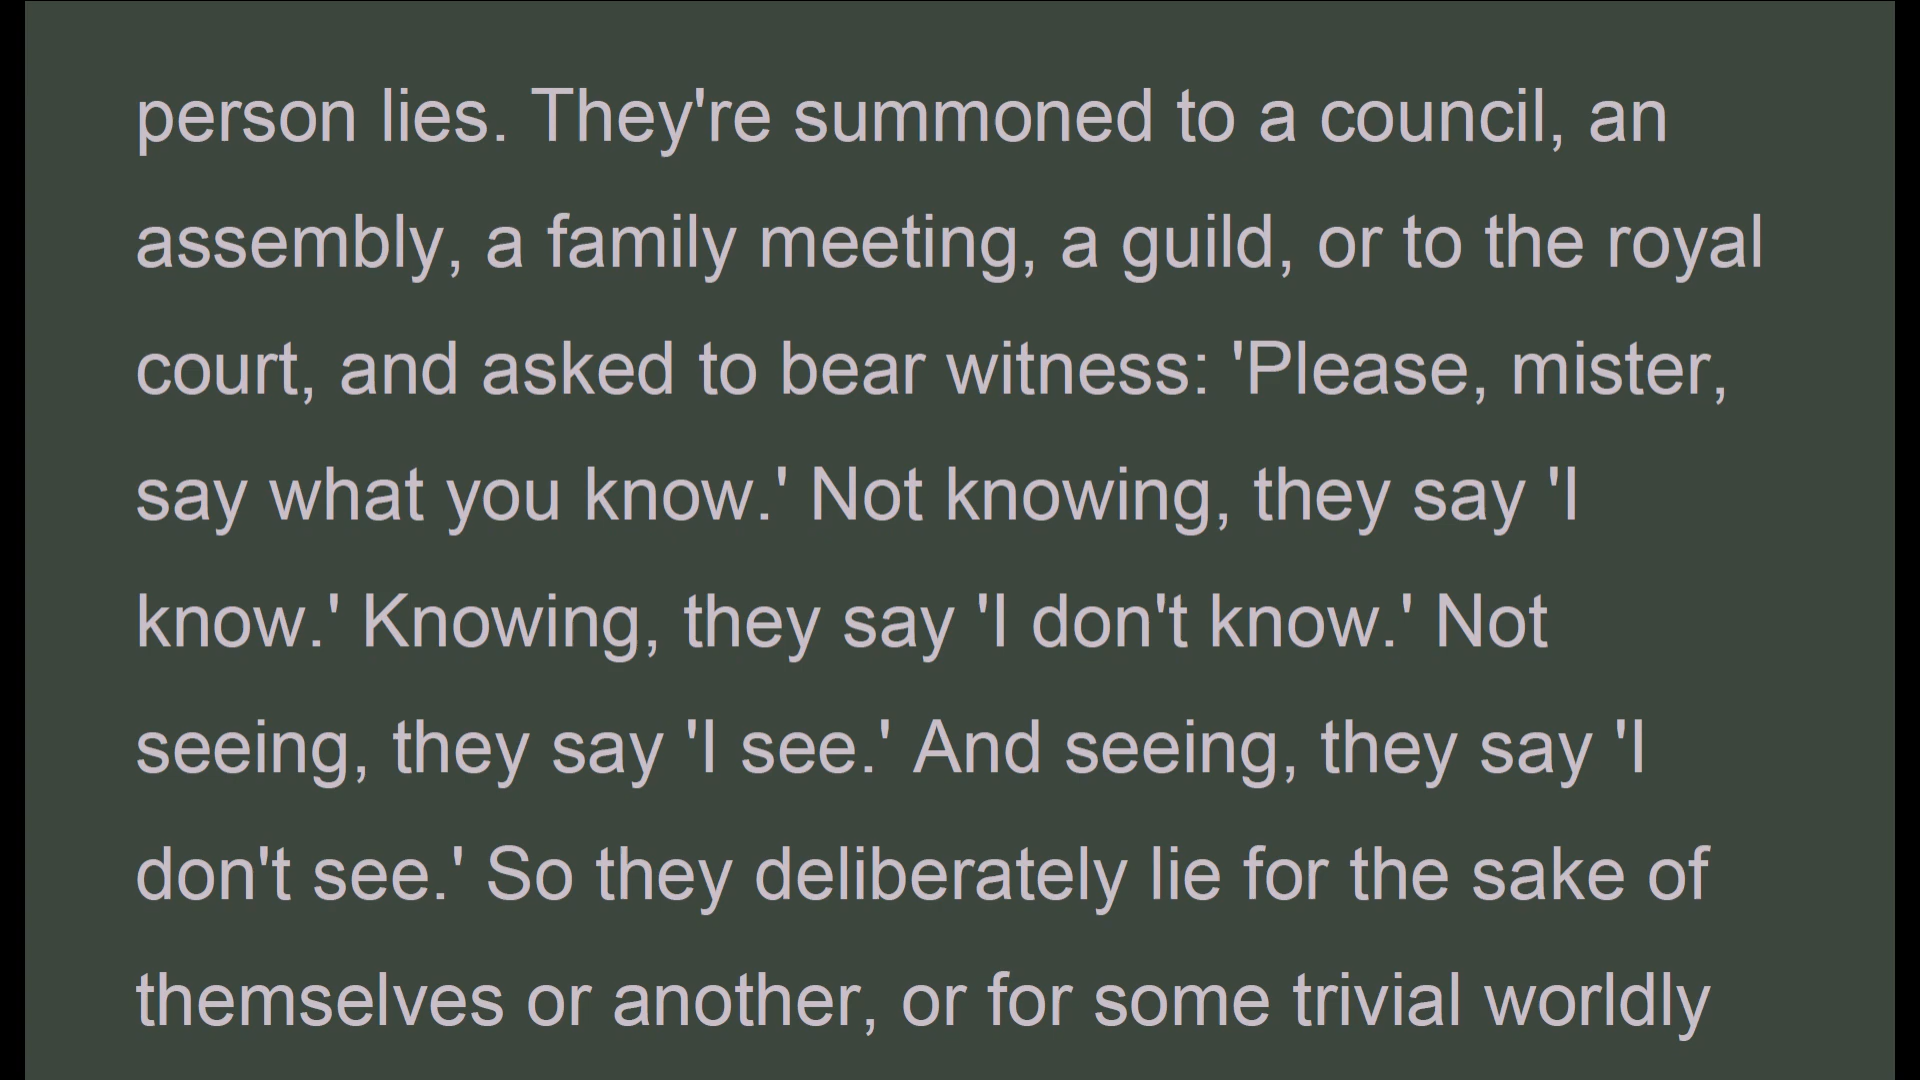 person lies. They're summoned to a council, an
assembly, a family meeting, a guild, or to the royal
court, and asked to bear witness: 'Please, mister,
say what you know.' Not knowing, they say 'I
know.' Knowing, they say 'I don't know.' Not
seeing, they say 'I see.' And seeing, they say 'I
don't see.' So they deliberately lie for the sake of
themselves or another, or for some trivial worldly